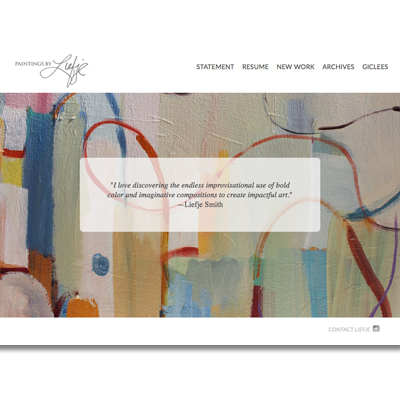 PAINTINGS BY Liefje
STATEMENT RESUME NEW WORK ARCHIVES GICLEES
"I love discovering the endless improvisational use of bold
color and imaginative compositions to create impactful art."
—Liefje Smith
CONTACT LIEFJE